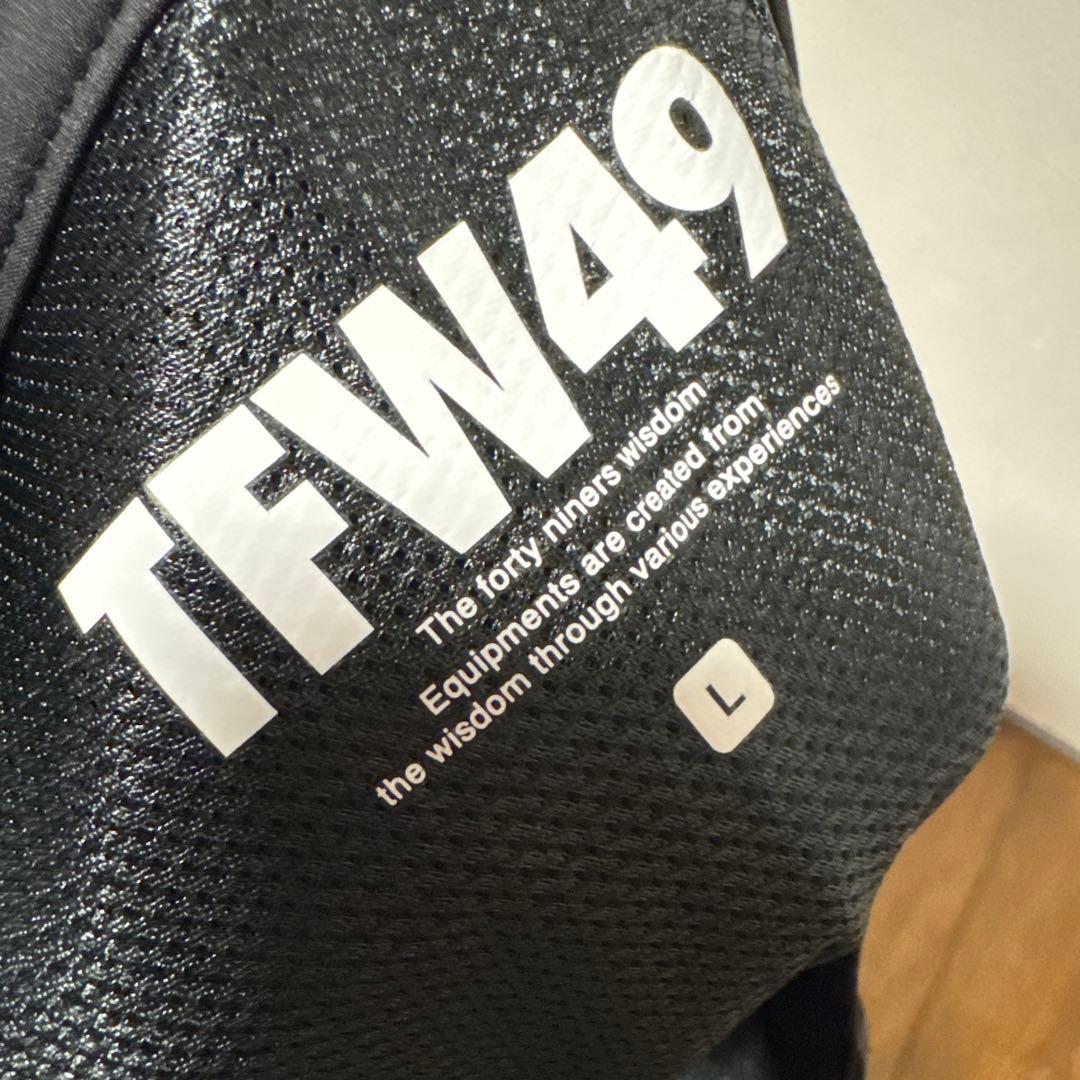 TFW49
The forty niners wisdom
Equipments are created from
the wisdom through various experiences
L